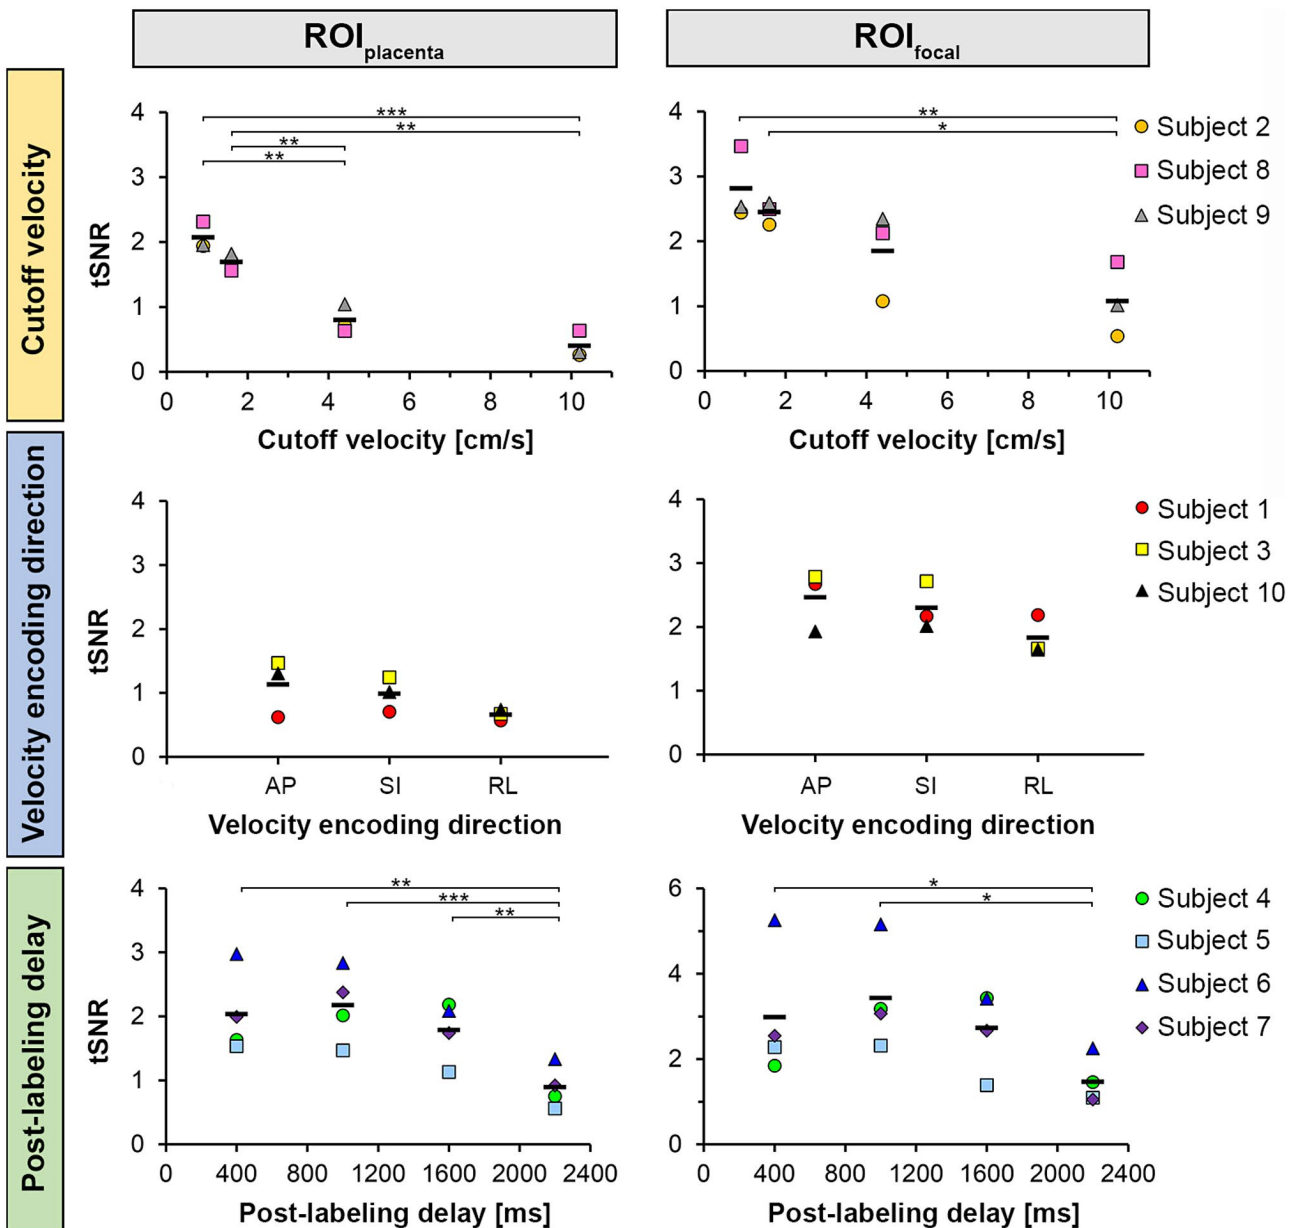 ROIplacenta
ROIfocal
Cutoff velocity
tSNR
4
3
2
1
0
0 2 4 6 8 10
Cutoff velocity [cm/s]
***
**
**
**
4
3
2
1
0
0 2 4 6 8 10
Cutoff velocity [cm/s]
**
*
Subject 2
Subject 8
Subject 9
Velocity encoding direction
tSNR
4
3
2
1
0
AP SI RL
Velocity encoding direction
4
3
2
1
0
AP SI RL
Velocity encoding direction
Subject 1
Subject 3
Subject 10
Post-labeling delay
tSNR
4
3
2
1
0
0 400 800 1200 1600 2000 2400
Post-labeling delay [ms]
**
***
**
6
4
2
0
0 400 800 1200 1600 2000 2400
Post-labeling delay [ms]
*
*
Subject 4
Subject 5
Subject 6
Subject 7